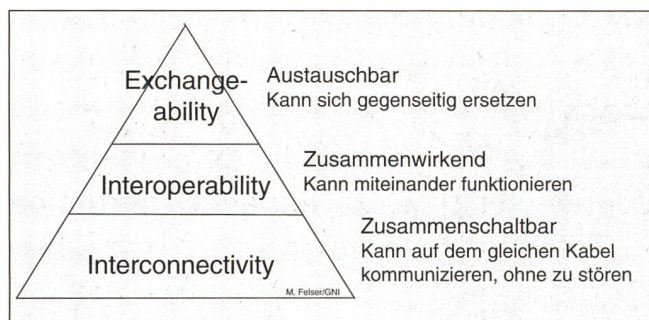 Exchange-
ability
Austauschbar
Kann sich gegenseitig ersetzen
Interoperability
Zusammenwirkend
Kann miteinander funktionieren
Interconnectivity
Zusammenschaltbar
Kann auf dem gleichen Kabel
kommunizieren, ohne zu stören
M. Felser/GNI